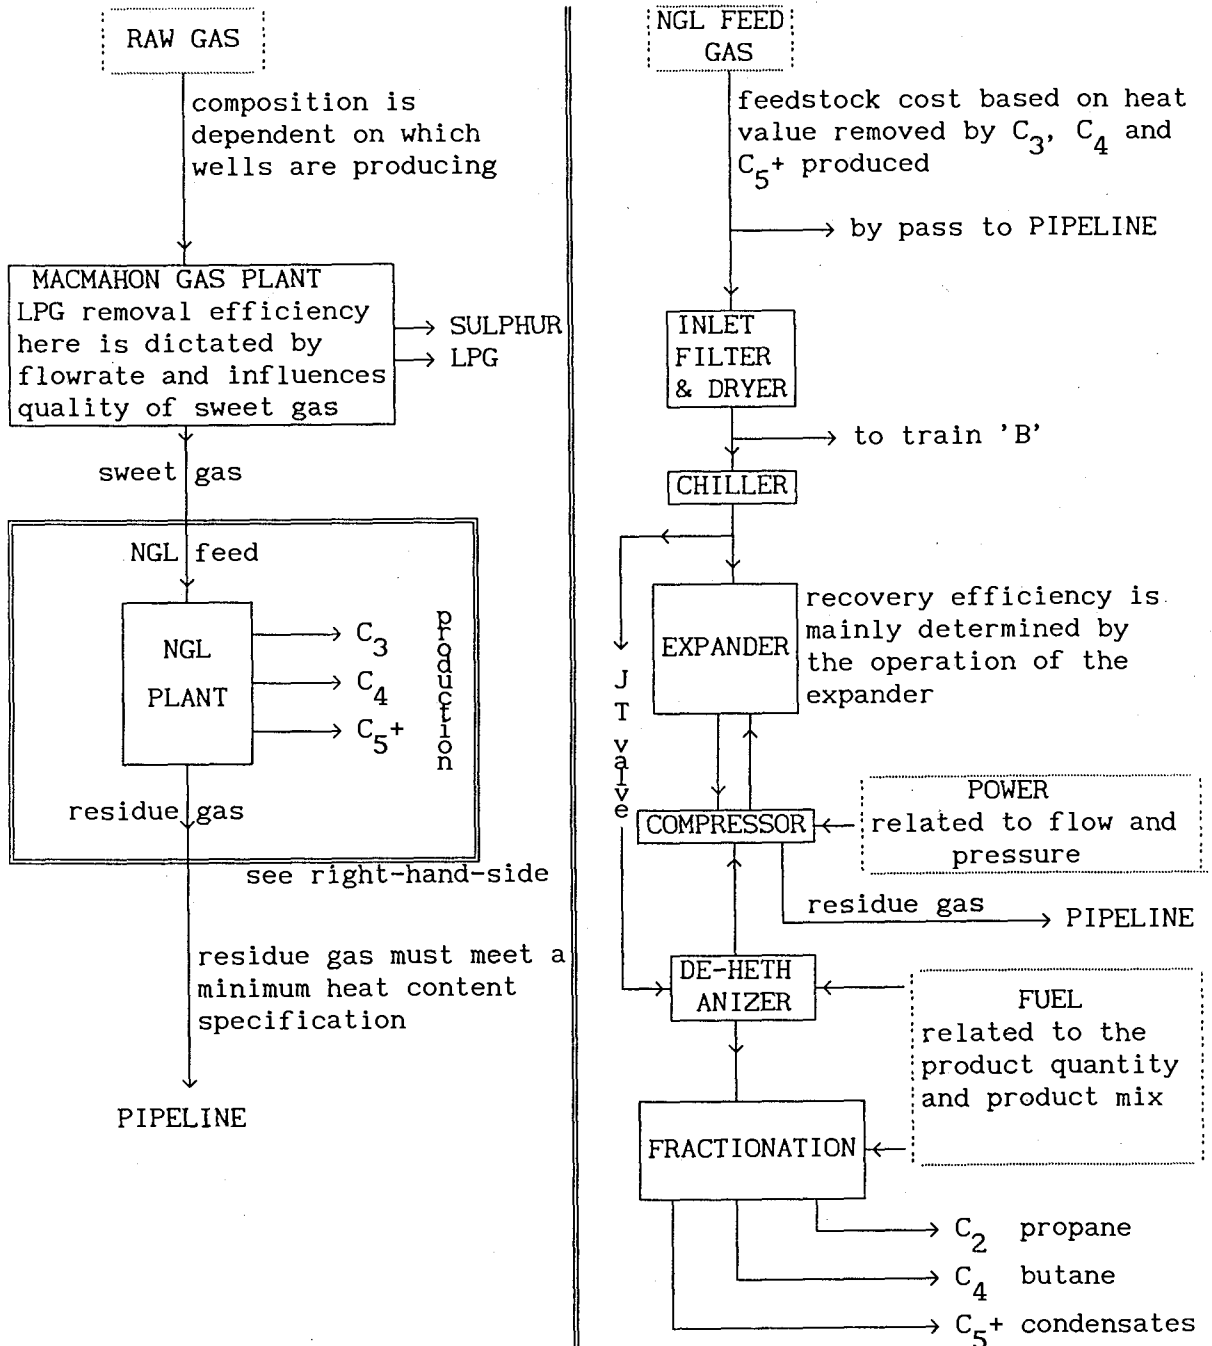 RAW GAS
composition is
dependent on which
wells are producing
MACMAHON GAS PLANT
LPG removal efficiency
here is dictated by
flowrate and influences
quality of sweet gas
SULPHUR
LPG
sweet gas
NGL feed
NGL
PLANT
C3
C4
C5+
production
residue gas
see right-hand-side
residue gas must meet a
minimum heat content
specification
PIPELINE
NGL FEED
GAS
feedstock cost based on heat
value removed by C3, C4 and
C5+ produced
by pass to PIPELINE
INLET
FILTER
& DRYER
to train 'B'
CHILLER
EXPANDER
recovery efficiency is
mainly determined by
the operation of the
expander
J T valve
COMPRESSOR
POWER
related to flow and
pressure
residue gas
PIPELINE
DE-HETH
ANIZER
FUEL
related to the
product quantity
and product mix
FRACTIONATION
C2 propane
C4 butane
C5+ condensates